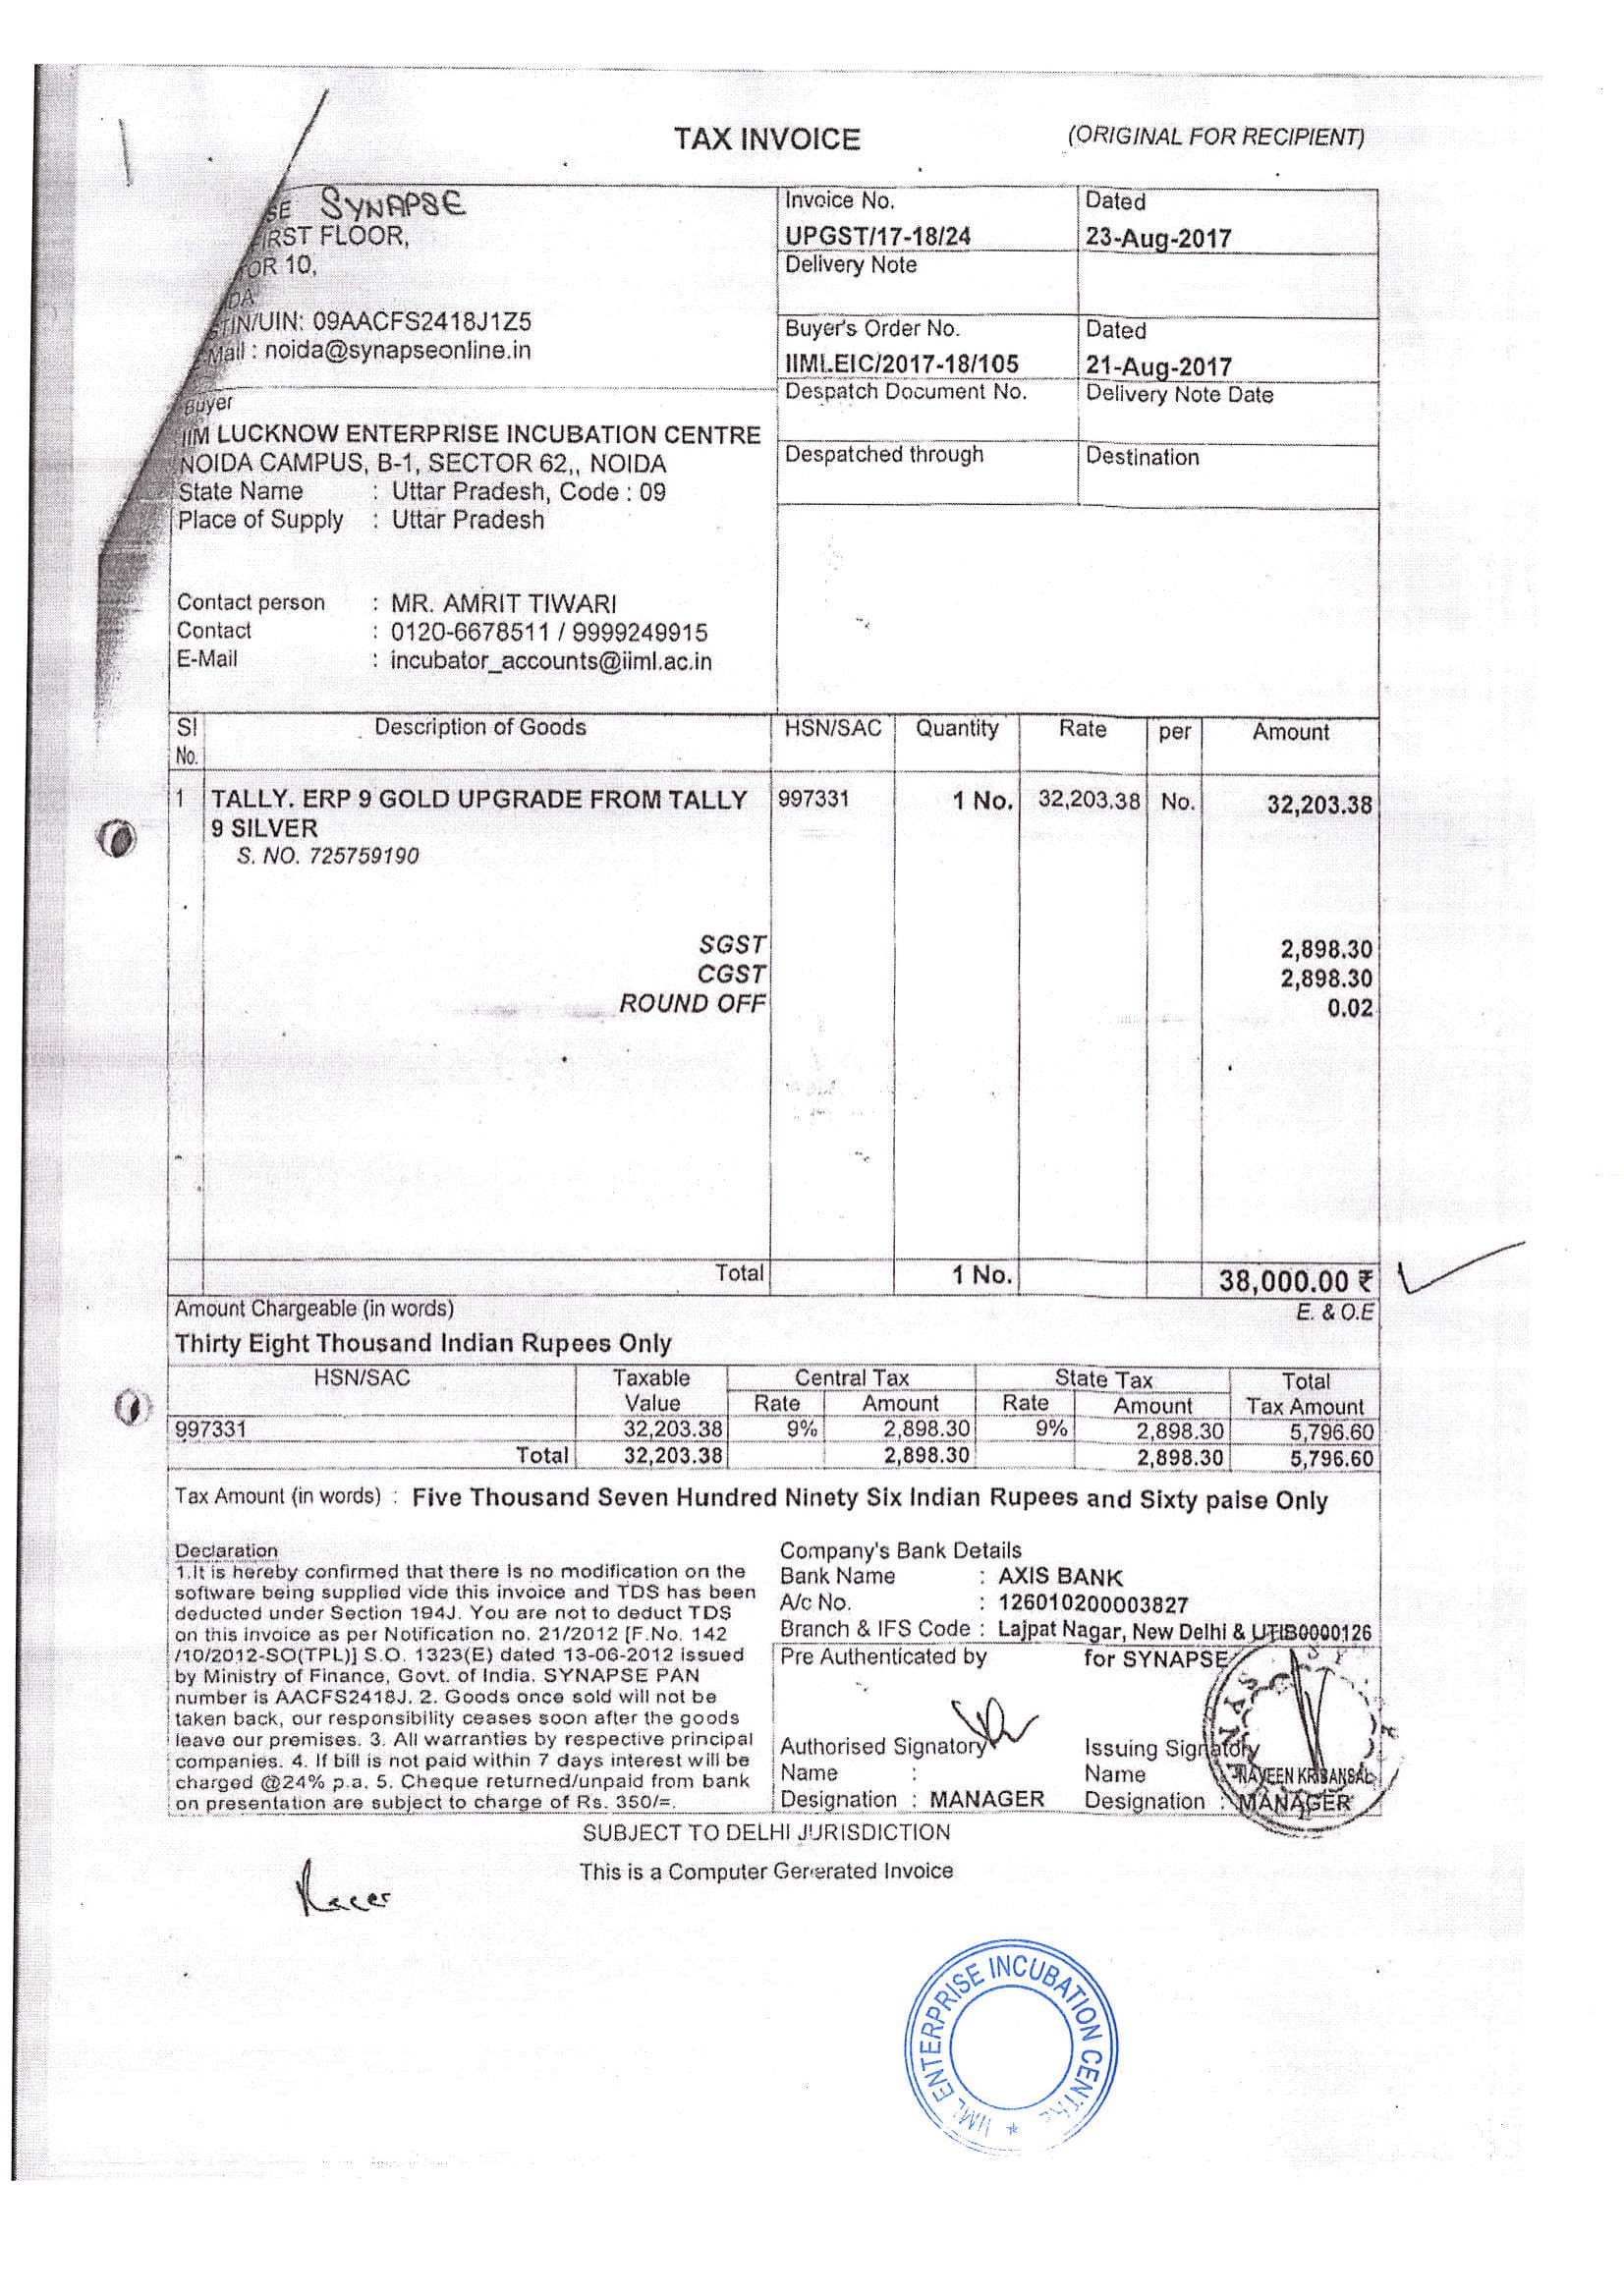 TAX INVOICE
(ORIGINAL FOR RECIPIENT)
SE SYNAPSE
FIRST FLOOR,
TOR 10,
DA
GSTIN/UIN: 09AACFS2418J1Z5
E-Mail : noida@synapseonline.in
Invoice No.
UPGST/17-18/24
Dated
23-Aug-2017
Delivery Note
Buyer's Order No.
IIMLEIC/2017-18/105
Dated
21-Aug-2017
Despatch Document No.
Delivery Note Date
Despatched through
Destination
Buyer
IIM LUCKNOW ENTERPRISE INCUBATION CENTRE
NOIDA CAMPUS, B-1, SECTOR 62,, NOIDA
State Name : Uttar Pradesh, Code : 09
Place of Supply : Uttar Pradesh
Contact person : MR. AMRIT TIWARI
Contact : 0120-6678511 / 9999249915
E-Mail : incubator_accounts@iiml.ac.in
Sl No. Description of Goods HSN/SAC Quantity Rate per Amount
1 TALLY. ERP 9 GOLD UPGRADE FROM TALLY 997331 1 No. 32,203.38 No. 32,203.38
9 SILVER
S. NO. 725759190
SGST 2,898.30
CGST 2,898.30
ROUND OFF 0.02
Total 1 No. 38,000.00 ₹
Amount Chargeable (in words) E. & O.E
Thirty Eight Thousand Indian Rupees Only
HSN/SAC Taxable Value Central Tax State Tax Total Tax Amount
Rate Amount Rate Amount
997331 32,203.38 9% 2,898.30 9% 2,898.30 5,796.60
Total 32,203.38 2,898.30 2,898.30 5,796.60
Tax Amount (in words) : Five Thousand Seven Hundred Ninety Six Indian Rupees and Sixty paise Only
Declaration
1.It is hereby confirmed that there is no modification on the
software being supplied vide this invoice and TDS has been
deducted under Section 194J. You are not to deduct TDS
on this invoice as per Notification no. 21/2012 [F.No. 142
/10/2012-SO(TPL)] S.O. 1323(E) dated 13-06-2012 issued
by Ministry of Finance, Govt. of India. SYNAPSE PAN
number is AACFS2418J. 2. Goods once sold will not be
taken back, our responsibility ceases soon after the goods
leave our premises. 3. All warranties by respective principal
companies. 4. If bill is not paid within 7 days interest will be
charged @24% p.a. 5. Cheque returned/unpaid from bank
on presentation are subject to charge of Rs. 350/=.
Company's Bank Details
Bank Name : AXIS BANK
A/c No. : 126010200003827
Branch & IFS Code : Lajpat Nagar, New Delhi & UTIB0000126
Pre Authenticated by
for SYNAPSE
Authorised Signatory
Name :
Designation : MANAGER
Issuing Signatory
Name : NAVEEN KR BANSAL
Designation : MANAGER
SUBJECT TO DELHI JURISDICTION
This is a Computer Generated Invoice
IIML ENTERPRISE INCUBATION CENTRE